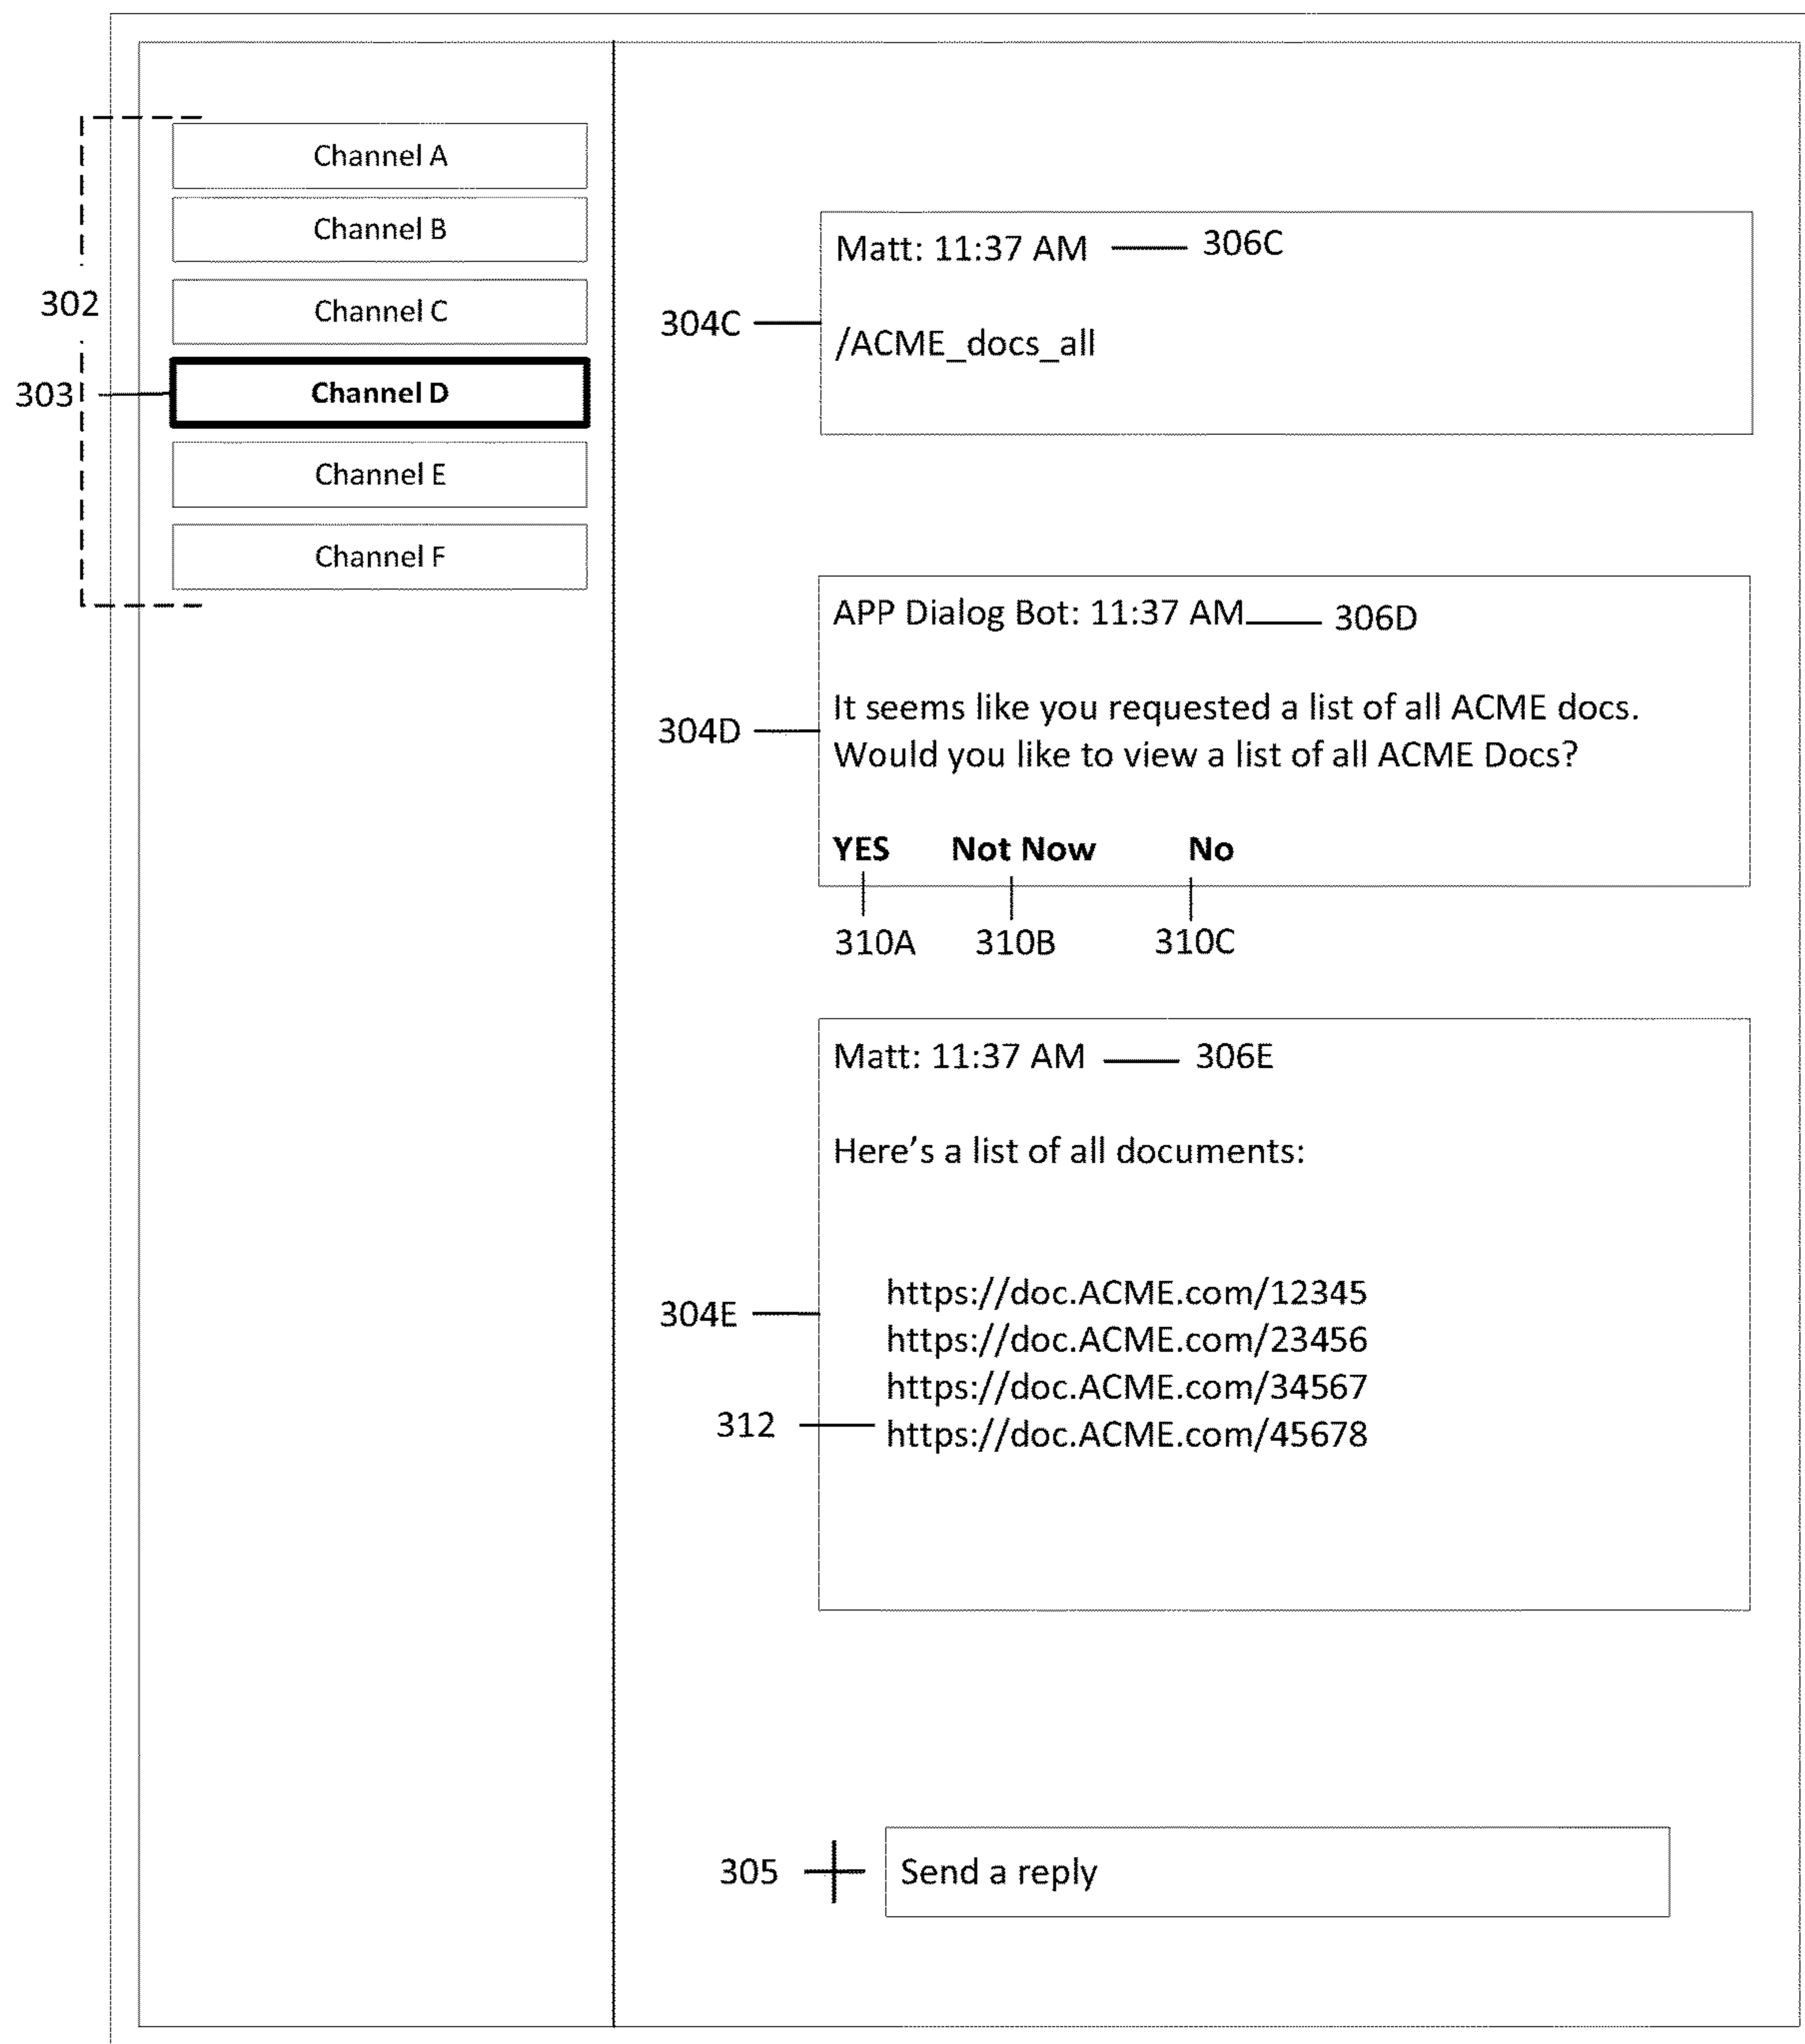 302
303
Channel A
Channel B
Channel C
Channel D
Channel E
Channel F
304C
Matt: 11:37 AM 306C
/ACME_docs_all
304D
APP Dialog Bot: 11:37 AM 306D
It seems like you requested a list of all ACME docs.
Would you like to view a list of all ACME Docs?
YES Not Now No
310A 310B 310C
304E
Matt: 11:37 AM 306E
Here's a list of all documents:
https://doc.ACME.com/12345
https://doc.ACME.com/23456
https://doc.ACME.com/34567
312 https://doc.ACME.com/45678
305 Send a reply